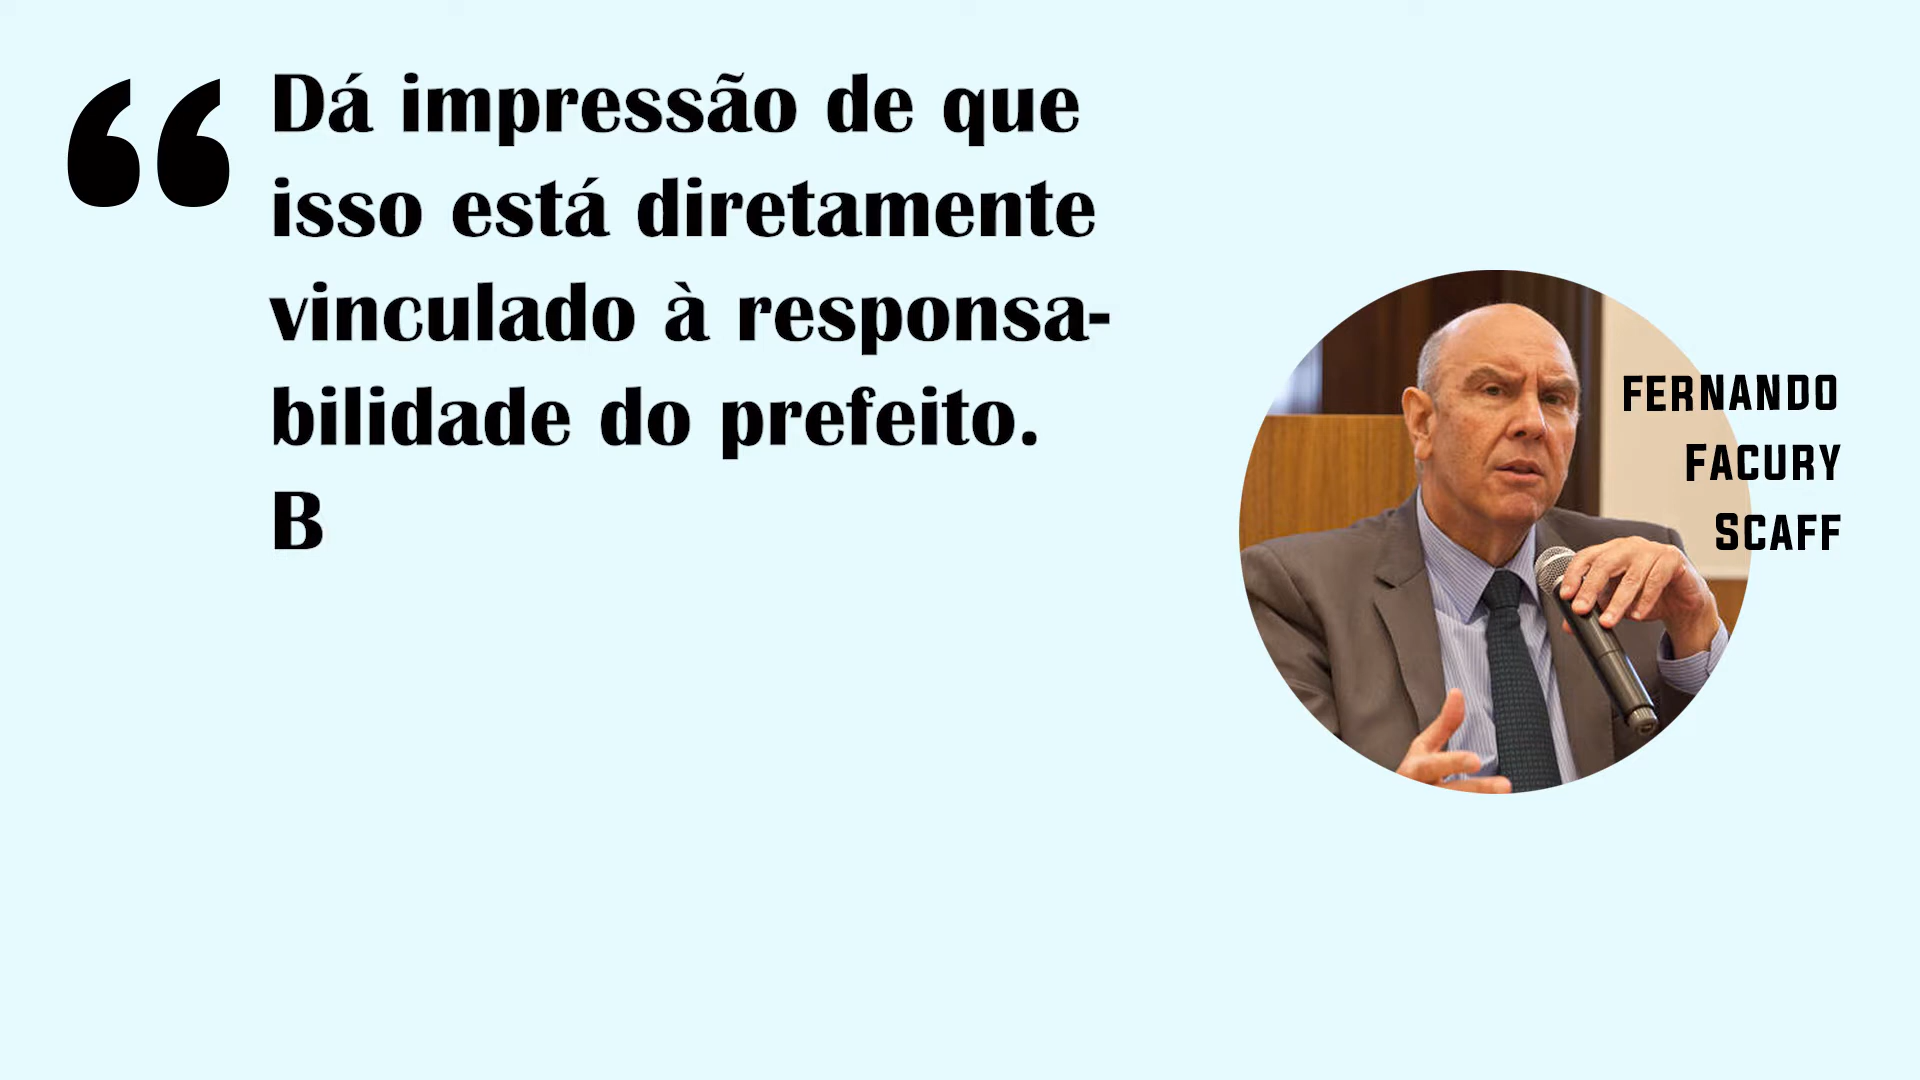 “Dá impressão de que
isso está diretamente
vinculado à responsa-
bilidade do prefeito.
B
FERNANDO
FACURY
SCAFF